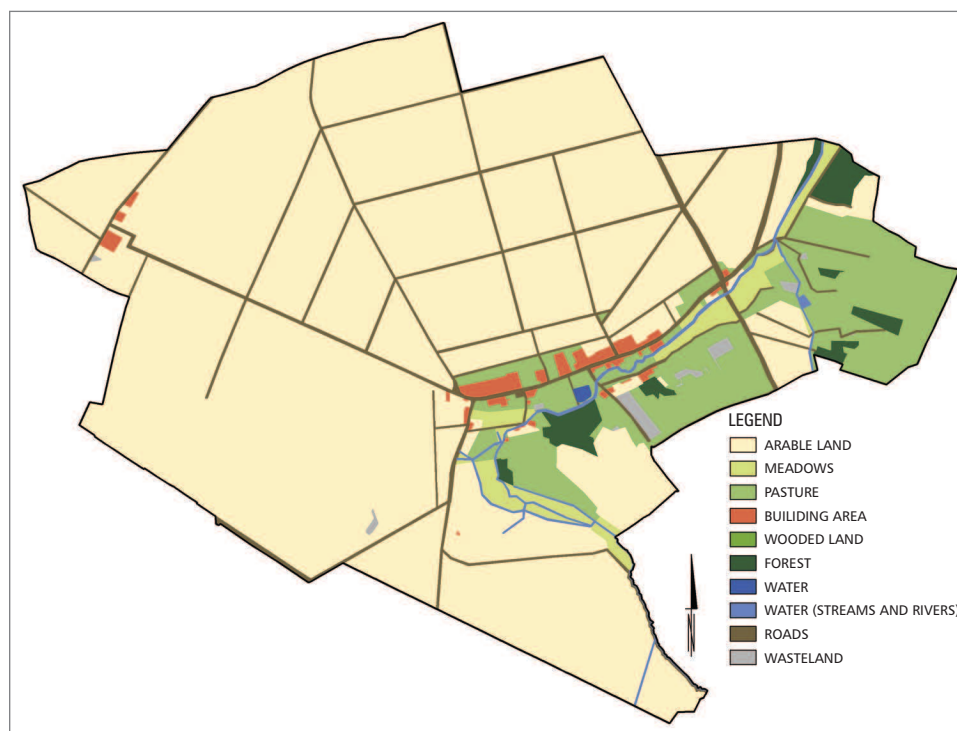 LEGEND
ARABLE LAND
MEADOWS
PASTURE
BUILIDING AREA
WOODED LAND
FOREST
WATER
WATER (STREAMS AND RIVERS)
ROADS
WASTELAND
N